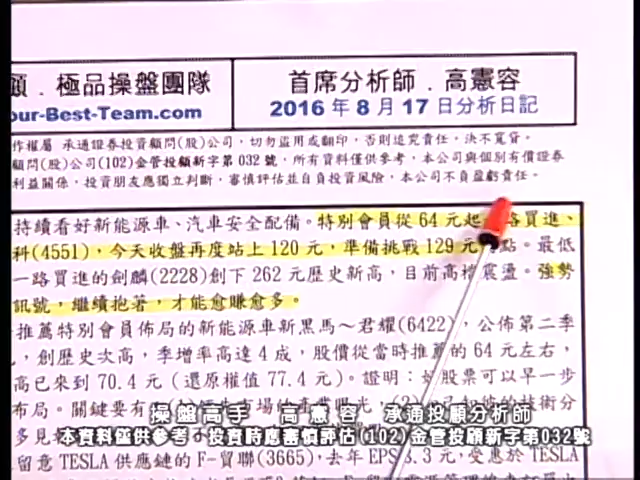 顧．極品操盤團隊
our-Best-Team.com
首席分析師．高憲容
2016 年 8 月 17 日分析日記
作權屬 承通證券投資顧問(股)公司，切勿盜用或翻印，否則追究責任，決不寬貸。
顧問(股)公司(102)金管投顧新字第 032 號，所有資料僅供參考，本公司與個別有價證券
利益關係，投資朋友應獨立判斷，審慎評估並自負投資風險，本公司不負盈虧責任。
持續看好新能源車、汽車安全配備。特別會員從 64 元起 路買進、
科(4551)，今天收盤再度站上 120 元，準備挑戰 129 元 點。最低
一路買進的劍麟(2228)創下 262 元歷史新高，目前高檔震盪。強勢
訊號，繼續抱著，才能愈賺愈多。
推薦特別會員佈局的新能源車新黑馬～君耀(6422)，公佈第二季
，創歷史次高，季增率高達 4 成，股價從當時推薦的 64 元左右，
高已來到 70.4 元 (還原權值 77.4 元)。證明：好股票可以早一步
布局。關鍵要有 的技術分
操盤高手 高憲容 承通投顧分析師
多見
本資料僅供參考，投資時應審慎評估(102)金管投顧新字第032號
留意 TESLA 供應鏈的 F-貿聯(3665)，去年 EPS 3.3 元，受惠於 TESLA